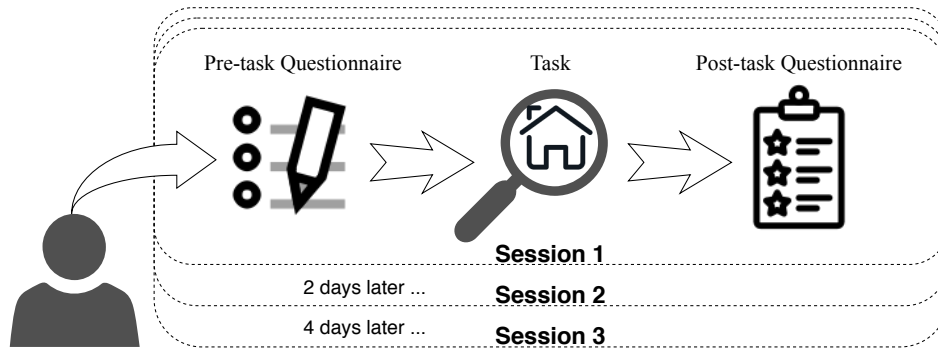 Pre-task Questionnaire
Task
Post-task Questionnaire
Session 1
2 days later ...
Session 2
4 days later ...
Session 3